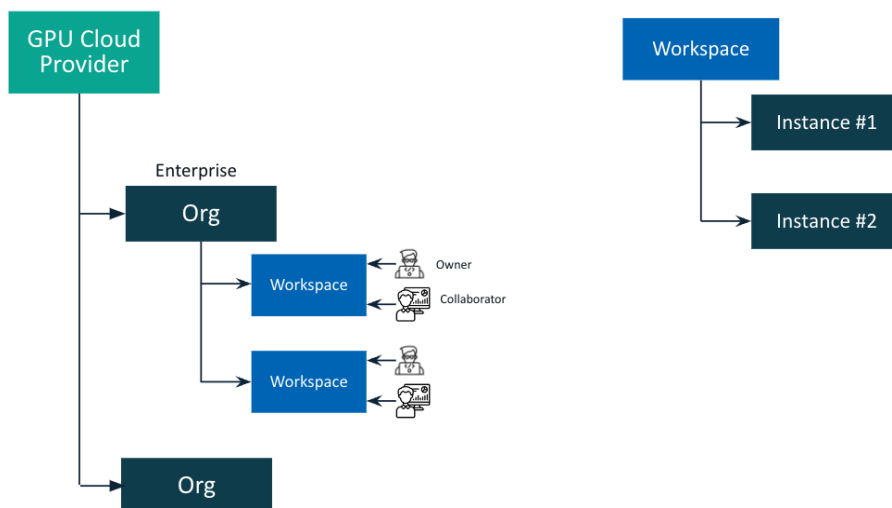 GPU Cloud
Provider
Enterprise
Org
Workspace
Owner
Collaborator
Workspace
Org
Workspace
Instance #1
Instance #2